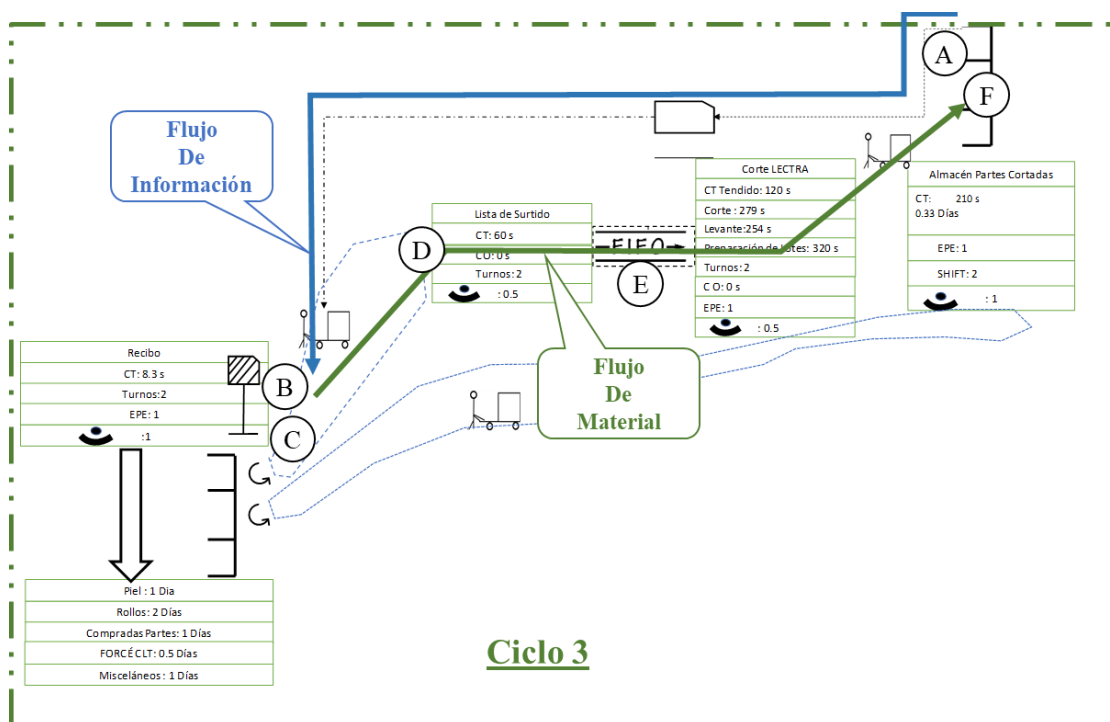 A
F
Flujo
De
Información
Corte LECTRA
CT Tendido: 120 s
Corte : 279 s
Levante:254 s
Preparación de Lotes: 320 s
Turnos: 2
C O: 0 s
EPE: 1
: 0.5
Almacén Partes Cortadas
CT: 210 s
0.33 Días
EPE: 1
SHIFT: 2
: 1
Lista de Surtido
CT: 60 s
CO: 0 s
Turnos: 2
: 0.5
D
FIFO
E
Recibo
CT: 8.3 s
Turnos:2
EPE: 1
:1
B
C
Flujo
De
Material
Piel : 1 Dia
Rollos: 2 Días
Compradas Partes: 1 Días
FORCÉ CLT: 0.5 Días
Misceláneos : 1 Días
Ciclo 3